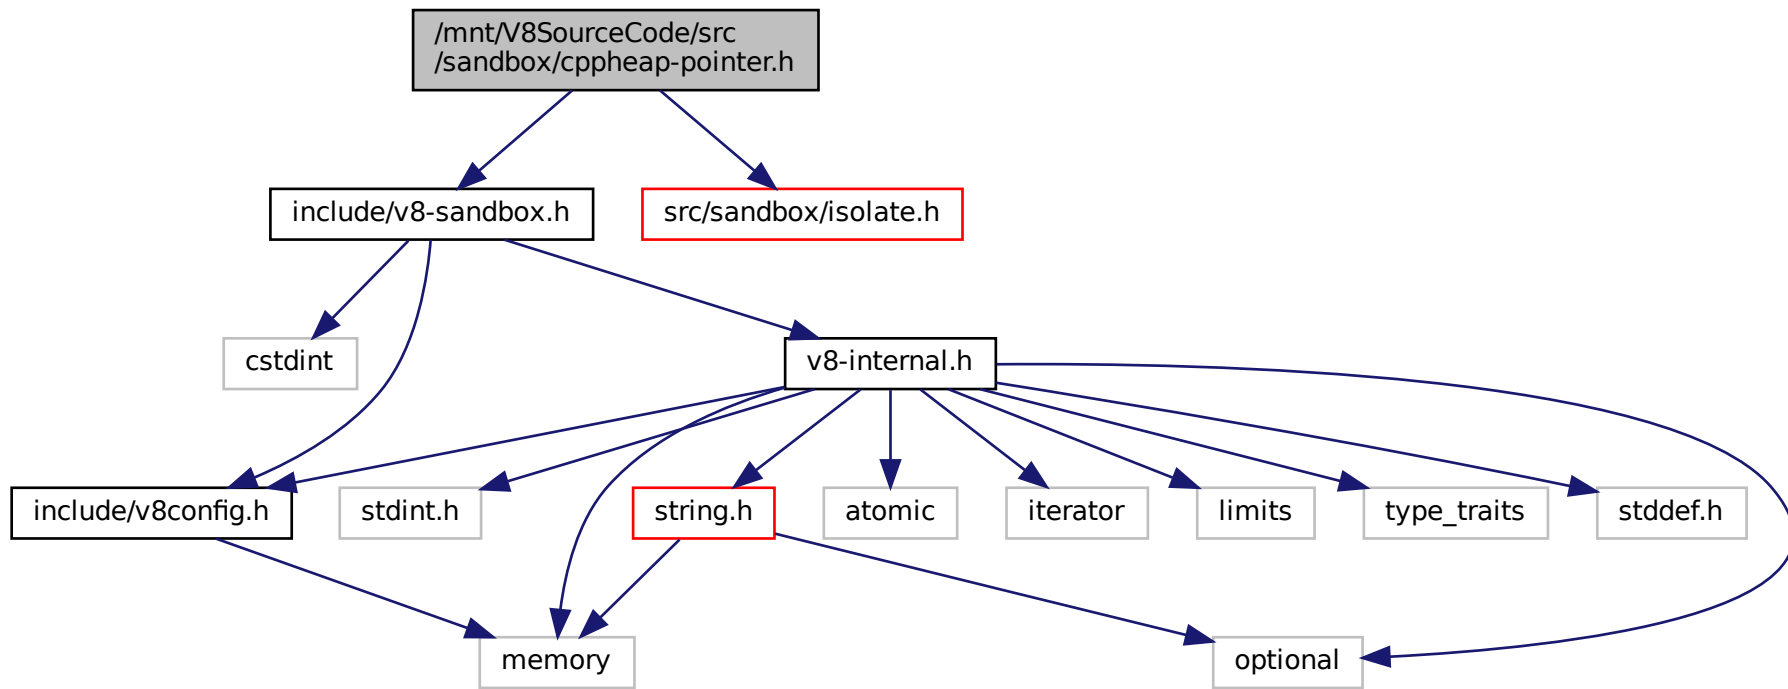 /mnt/V8SourceCode/src
/sandbox/cppheap-pointer.h
include/v8-sandbox.h
src/sandbox/isolate.h
cstdint
v8-internal.h
include/v8config.h
stdint.h
string.h
atomic
iterator
limits
type_traits
stddef.h
memory
optional